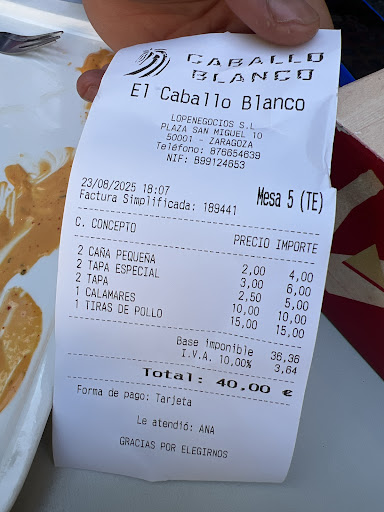 CABALLO
BLANCO
El Caballo Blanco
LOPENEGOCIOS S.L.
PLAZA SAN MIGUEL 10
50001 - ZARAGOZA
Teléfono: 876654639
NIF: B99124653
23/08/2025 18:07 Mesa 5 (TE)
Factura Simplificada: 189441
C. CONCEPTO PRECIO IMPORTE
2 CAÑA PEQUEÑA 2,00 4,00
2 TAPA ESPECIAL 3,00 6,00
2 TAPA 2,50 5,00
1 CALAMARES 10,00 10,00
1 TIRAS DE POLLO 15,00 15,00
Base imponible 36,36
I.V.A. 10,00% 3,64
Total: 40,00 €
Forma de pago: Tarjeta
Le atendió: ANA
GRACIAS POR ELEGIRNOS